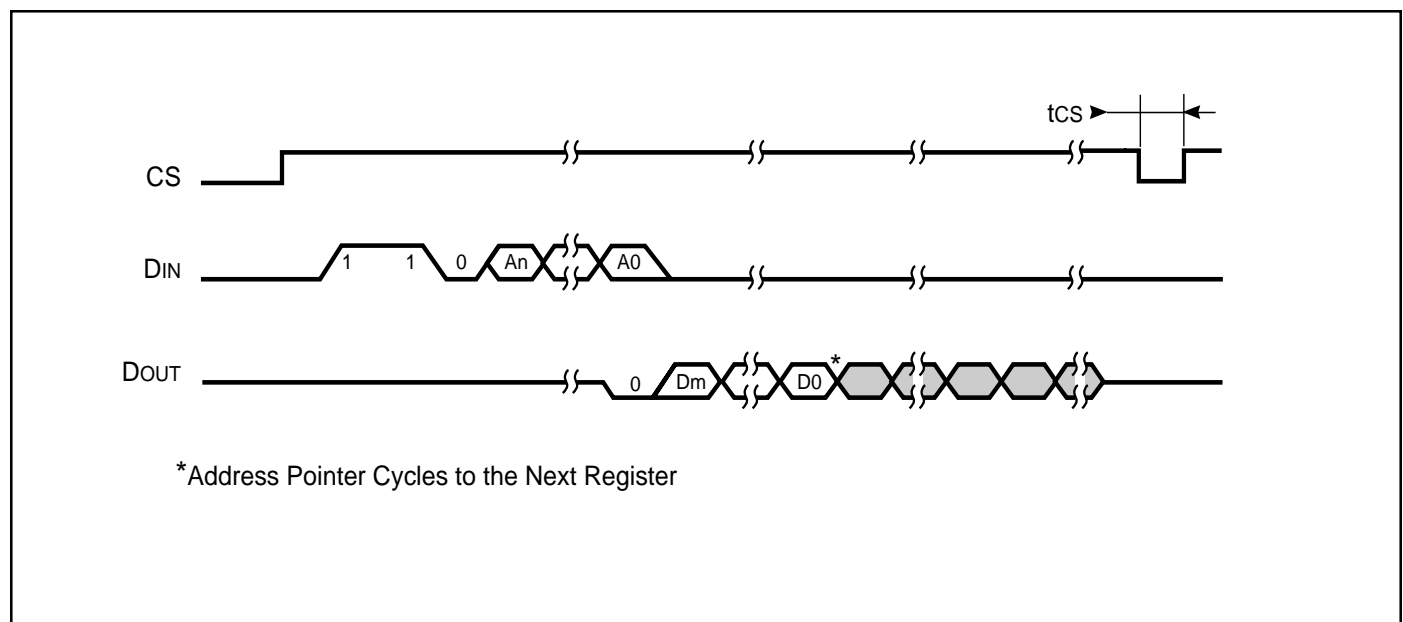 tCS
CS
DIN
1 1 0 An A0
DOUT
0 Dm D0 *
*Address Pointer Cycles to the Next Register